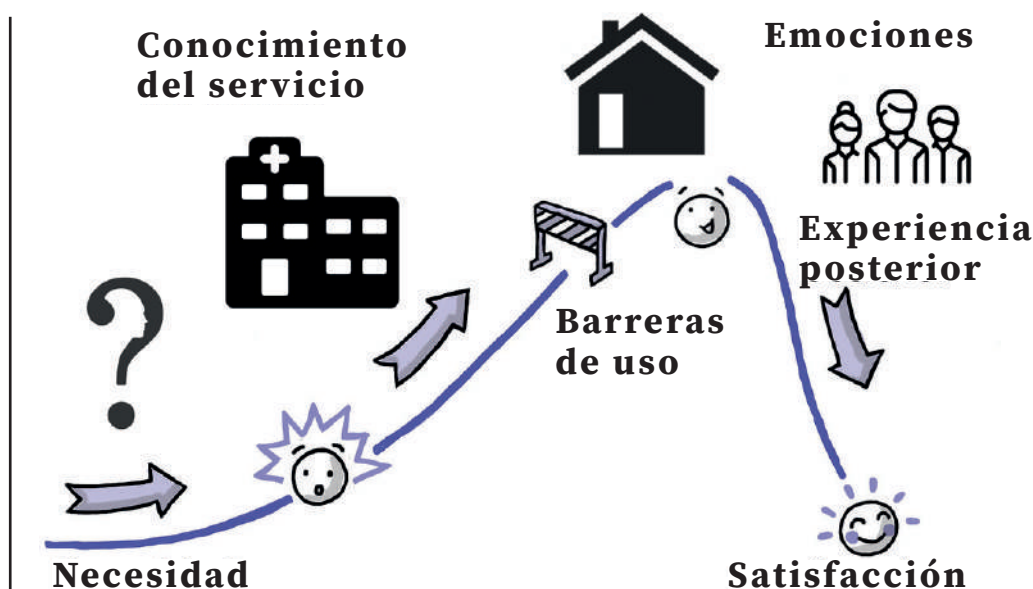 Conocimiento
del servicio
Emociones
Experiencia
posterior
Barreras
de uso
Necesidad
Satisfacción